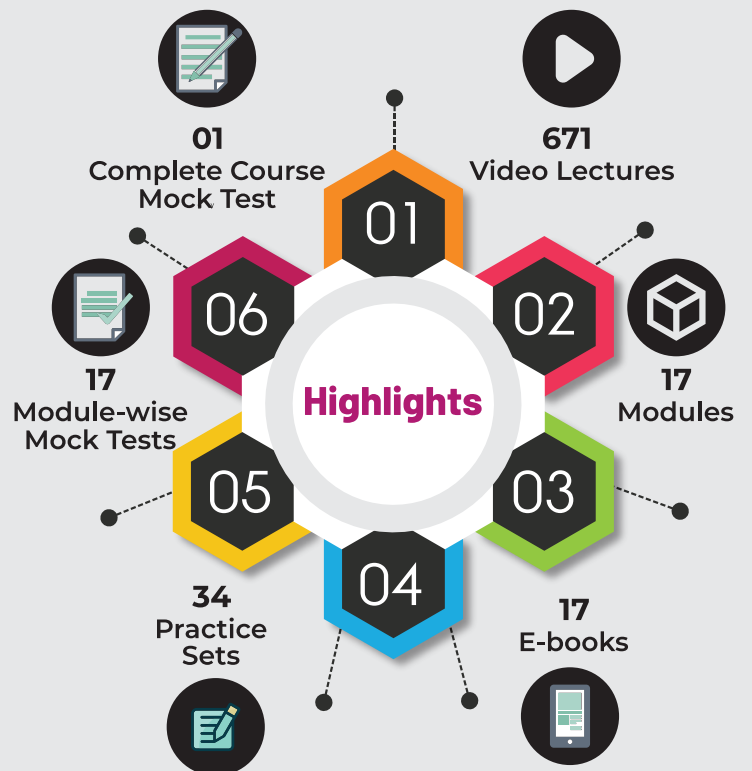 01
Complete Course
Mock Test
671
Video Lectures
01
06
02
17
Module-wise
Mock Tests
Highlights
17
Modules
05
03
04
34
Practice
Sets
17
E-books